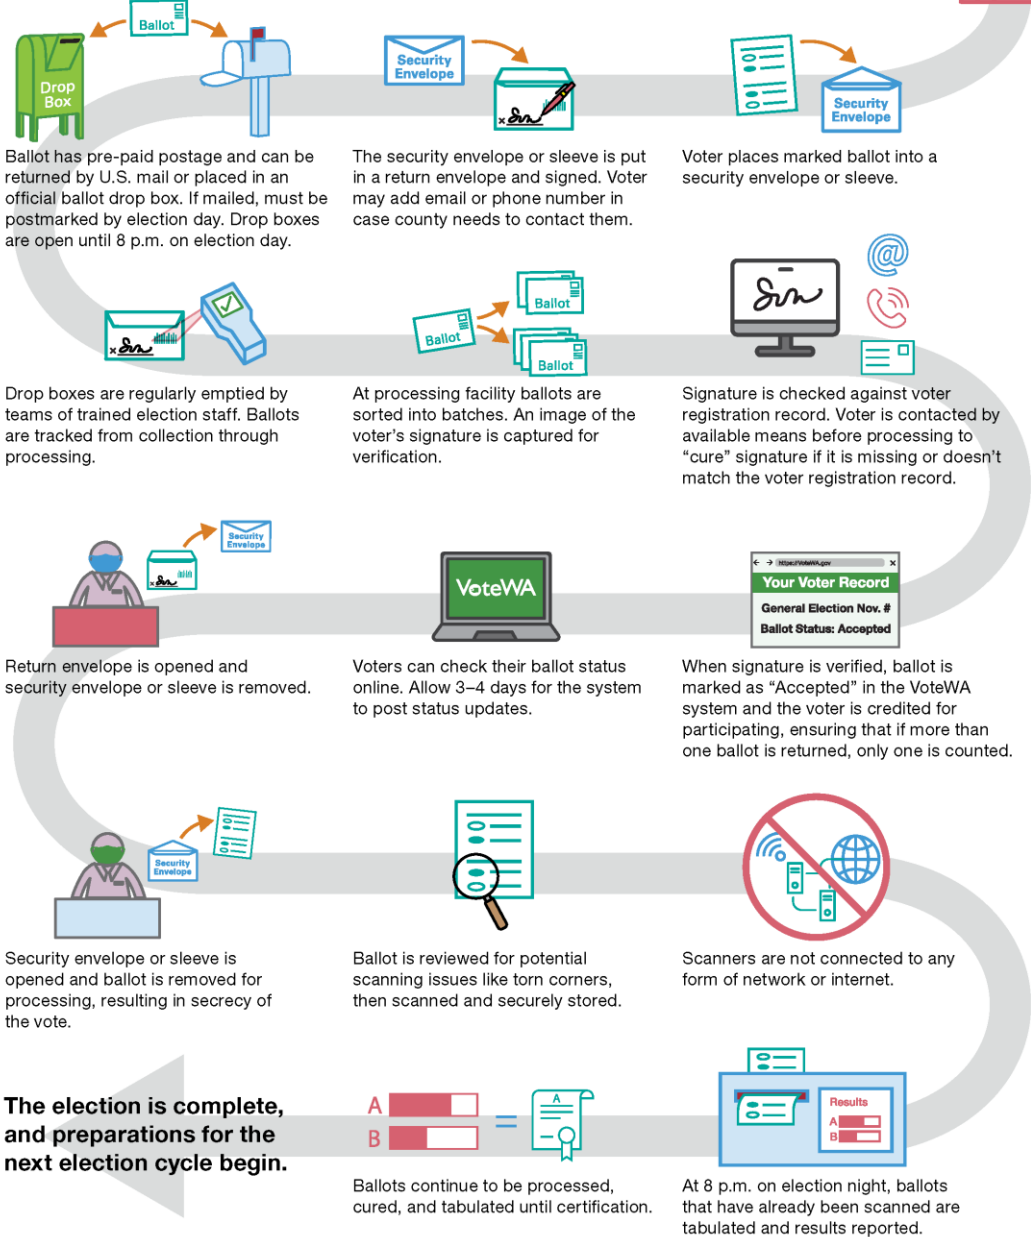 Ballot
Drop
Box
Ballot has pre-paid postage and can be
returned by U.S. mail or placed in an
official ballot drop box. If mailed, must be
postmarked by election day. Drop boxes
are open until 8 p.m. on election day.
Security
Envelope
x
The security envelope or sleeve is put
in a return envelope and signed. Voter
may add email or phone number in
case county needs to contact them.
Security
Envelope
Voter places marked ballot into a
security envelope or sleeve.
x
Drop boxes are regularly emptied by
teams of trained election staff. Ballots
are tracked from collection through
processing.
Ballot
Ballot
Ballot
At processing facility ballots are
sorted into batches. An image of the
voter's signature is captured for
verification.
@
Signature is checked against voter
registration record. Voter is contacted by
available means before processing to
“cure” signature if it is missing or doesn't
match the voter registration record.
x
Security
Envelope
Return envelope is opened and
security envelope or sleeve is removed.
VoteWA
Voters can check their ballot status
online. Allow 3–4 days for the system
to post status updates.
https://VoteWA.gov
Your Voter Record
General Election Nov. #
Ballot Status: Accepted
When signature is verified, ballot is
marked as “Accepted” in the VoteWA
system and the voter is credited for
participating, ensuring that if more than
one ballot is returned, only one is counted.
Security
Envelope
Security envelope or sleeve is
opened and ballot is removed for
processing, resulting in secrecy of
the vote.
Ballot is reviewed for potential
scanning issues like torn corners,
then scanned and securely stored.
Scanners are not connected to any
form of network or internet.
The election is complete,
and preparations for the
next election cycle begin.
A
B
=
A
Ballots continue to be processed,
cured, and tabulated until certification.
Results
A
B
At 8 p.m. on election night, ballots
that have already been scanned are
tabulated and results reported.